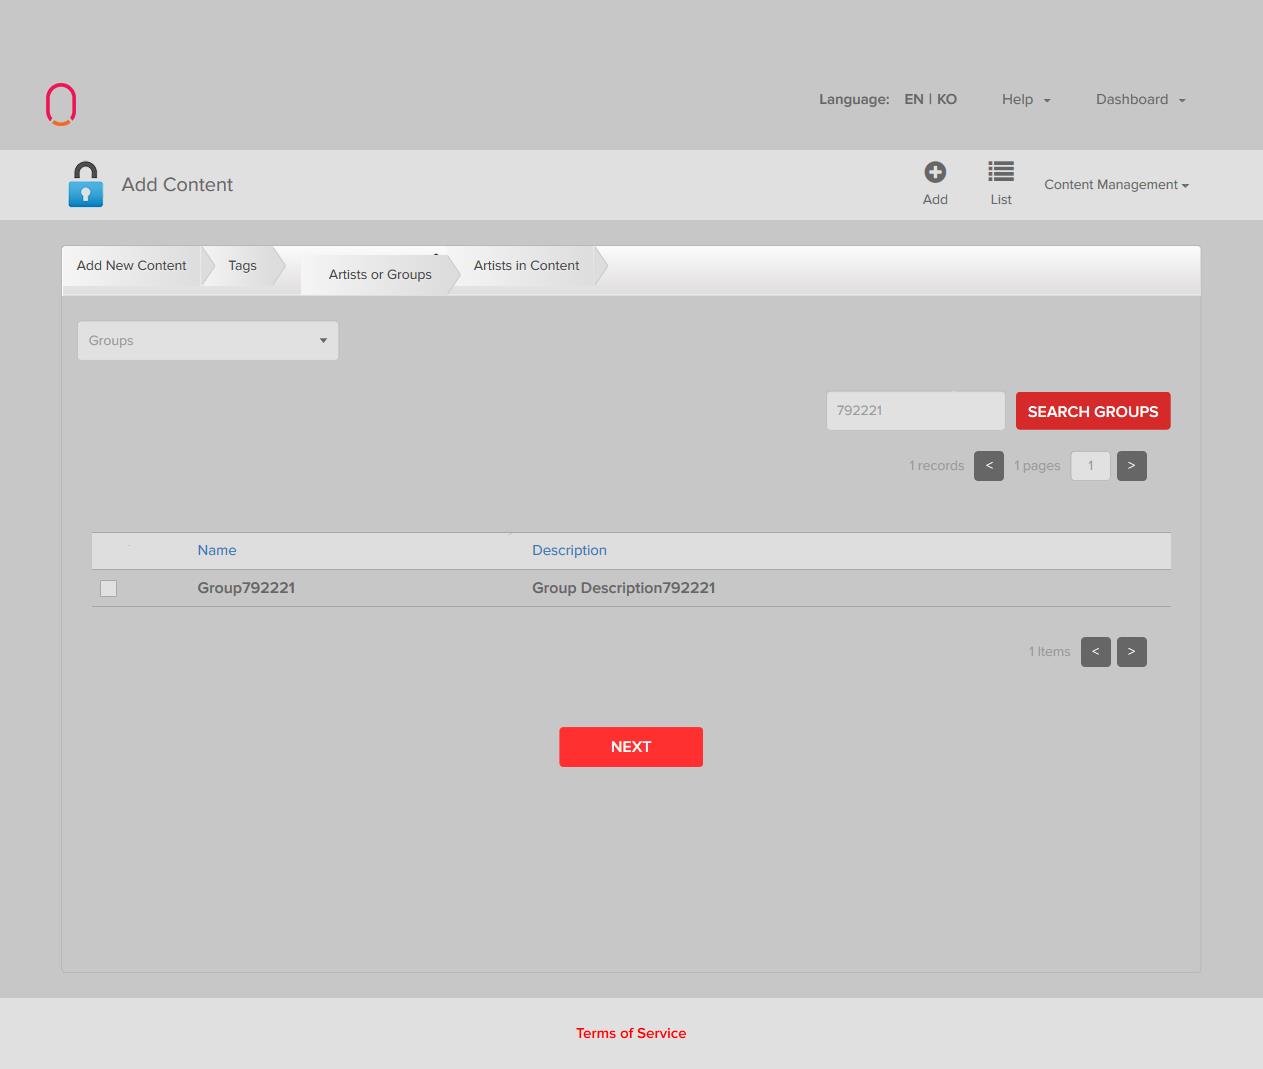 Language: EN | KO Help Dashboard
Add Content
Add List Content Management
Add New Content Tags Artists or Groups Artists in Content
Groups
792221 SEARCH GROUPS
1 records < 1 pages 1 >
Name Description
Group792221 Group Description792221
1 Items < >
NEXT
Terms of Service